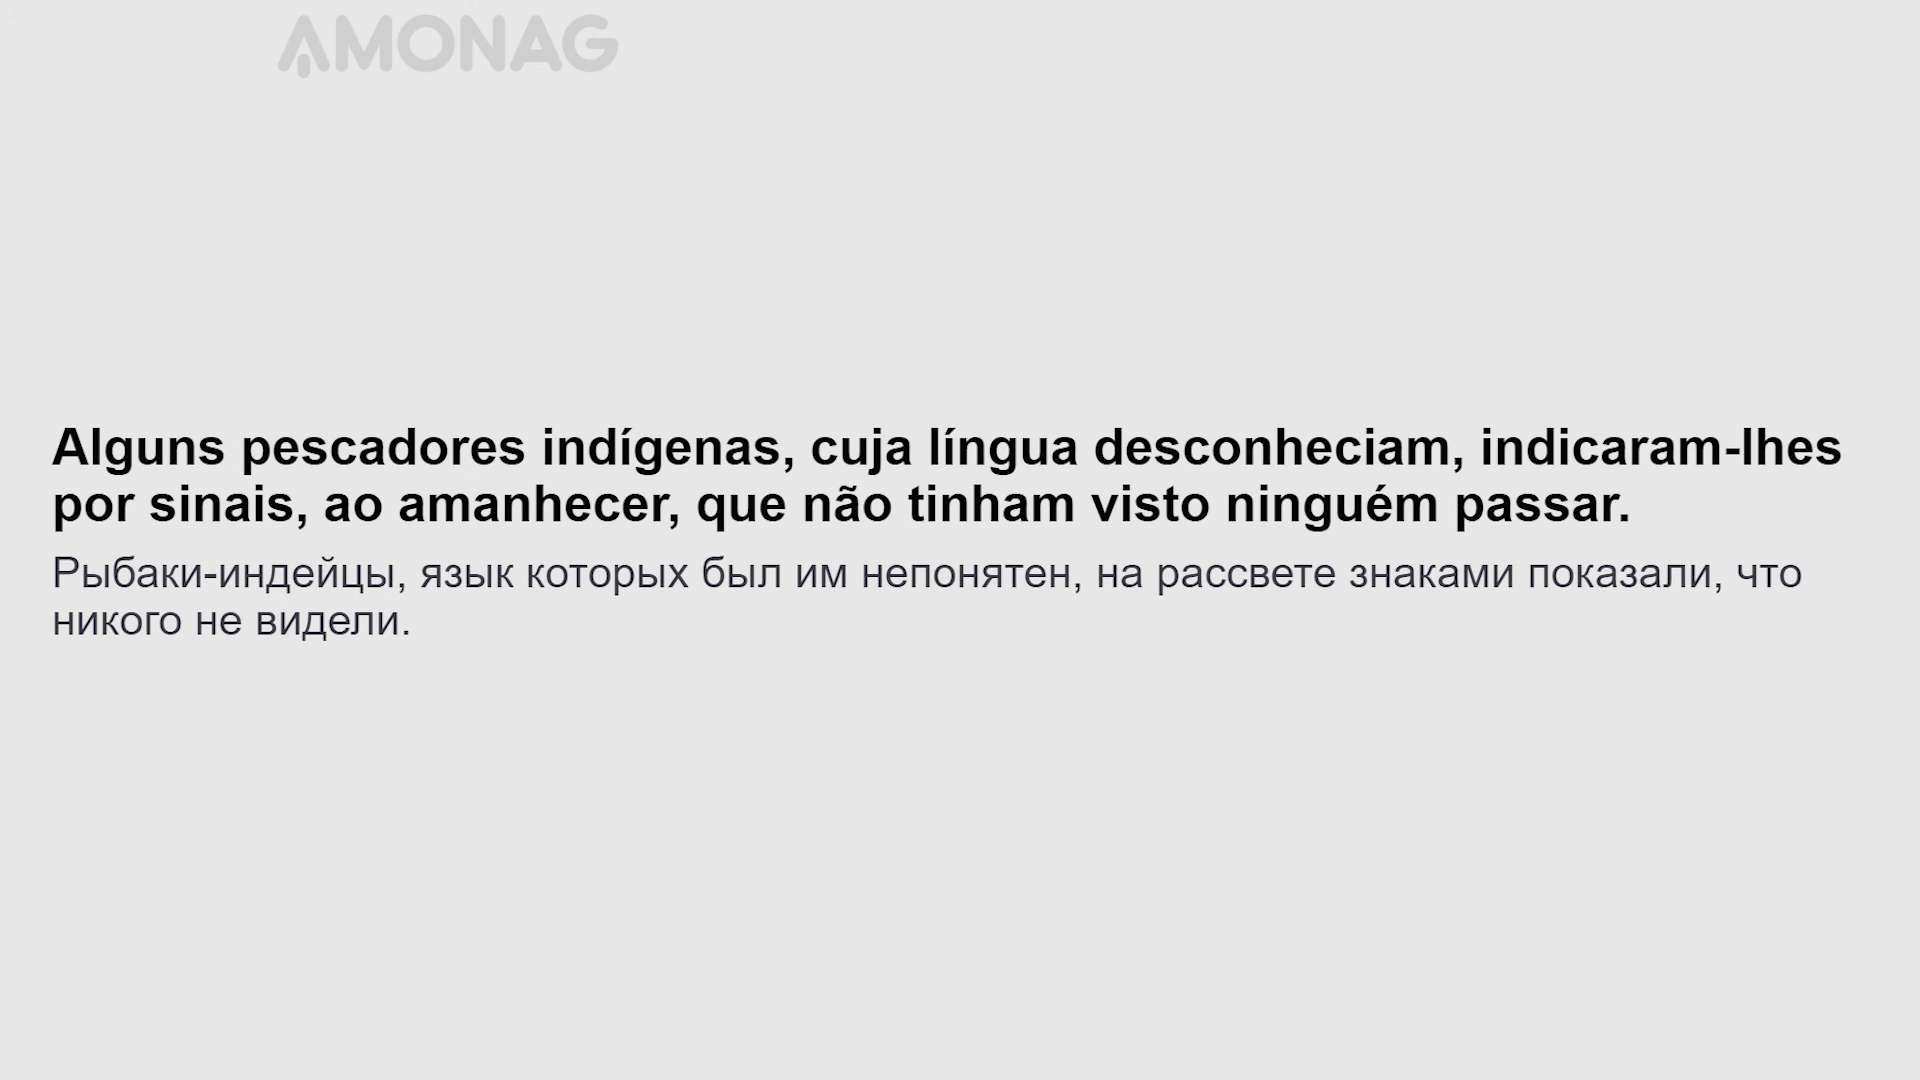 AMONAG
Alguns pescadores indígenas, cuja língua desconheciam, indicaram-lhes
por sinais, ao amanhecer, que não tinham visto ninguém passar.
Рыбаки-индейцы, язык которых был им непонятен, на рассвете знаками показали, что
никого не видели.